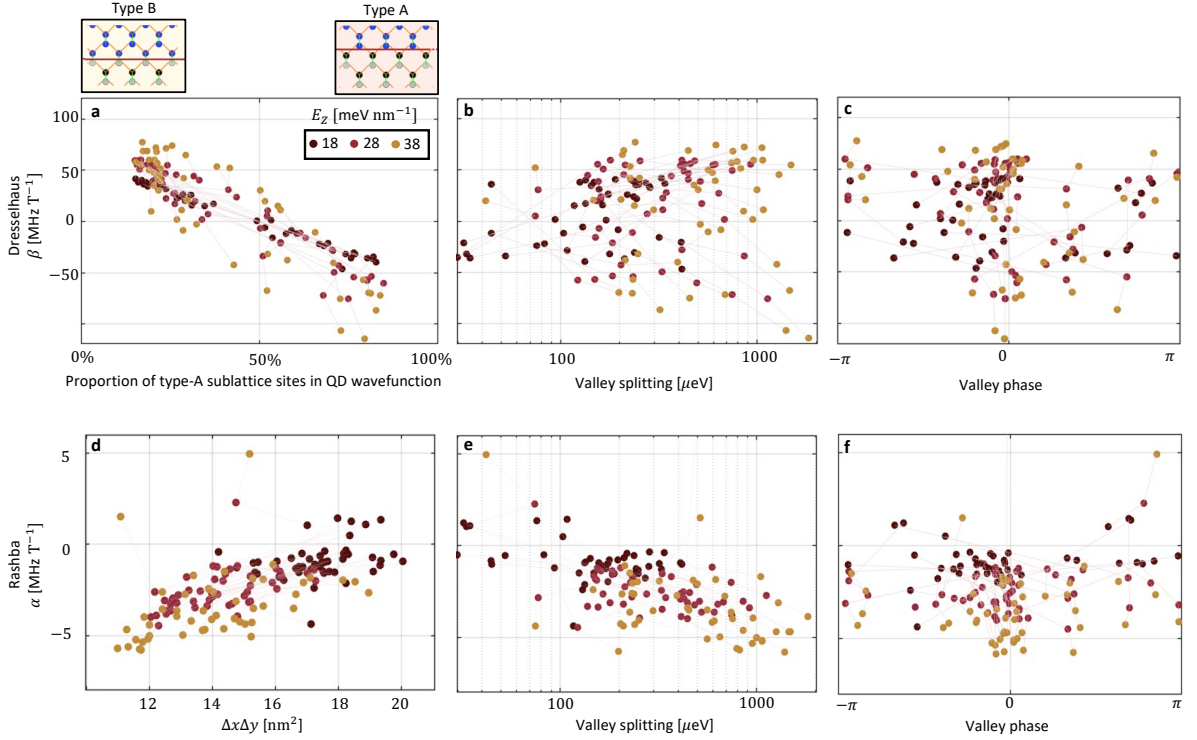 Type B
Type A
a
b
c
E_Z [meV nm⁻¹]
18 28 38
Dresselhaus
β [MHz T⁻¹]
100
50
0
−50
0%
50%
100%
Proportion of type-A sublattice sites in QD wavefunction
100
1000
Valley splitting [μeV]
−π
0
π
Valley phase
d
e
f
Rashba
α [MHz T⁻¹]
5
0
−5
12
14
16
18
20
ΔxΔy [nm²]
100
1000
Valley splitting [μeV]
−π
0
π
Valley phase